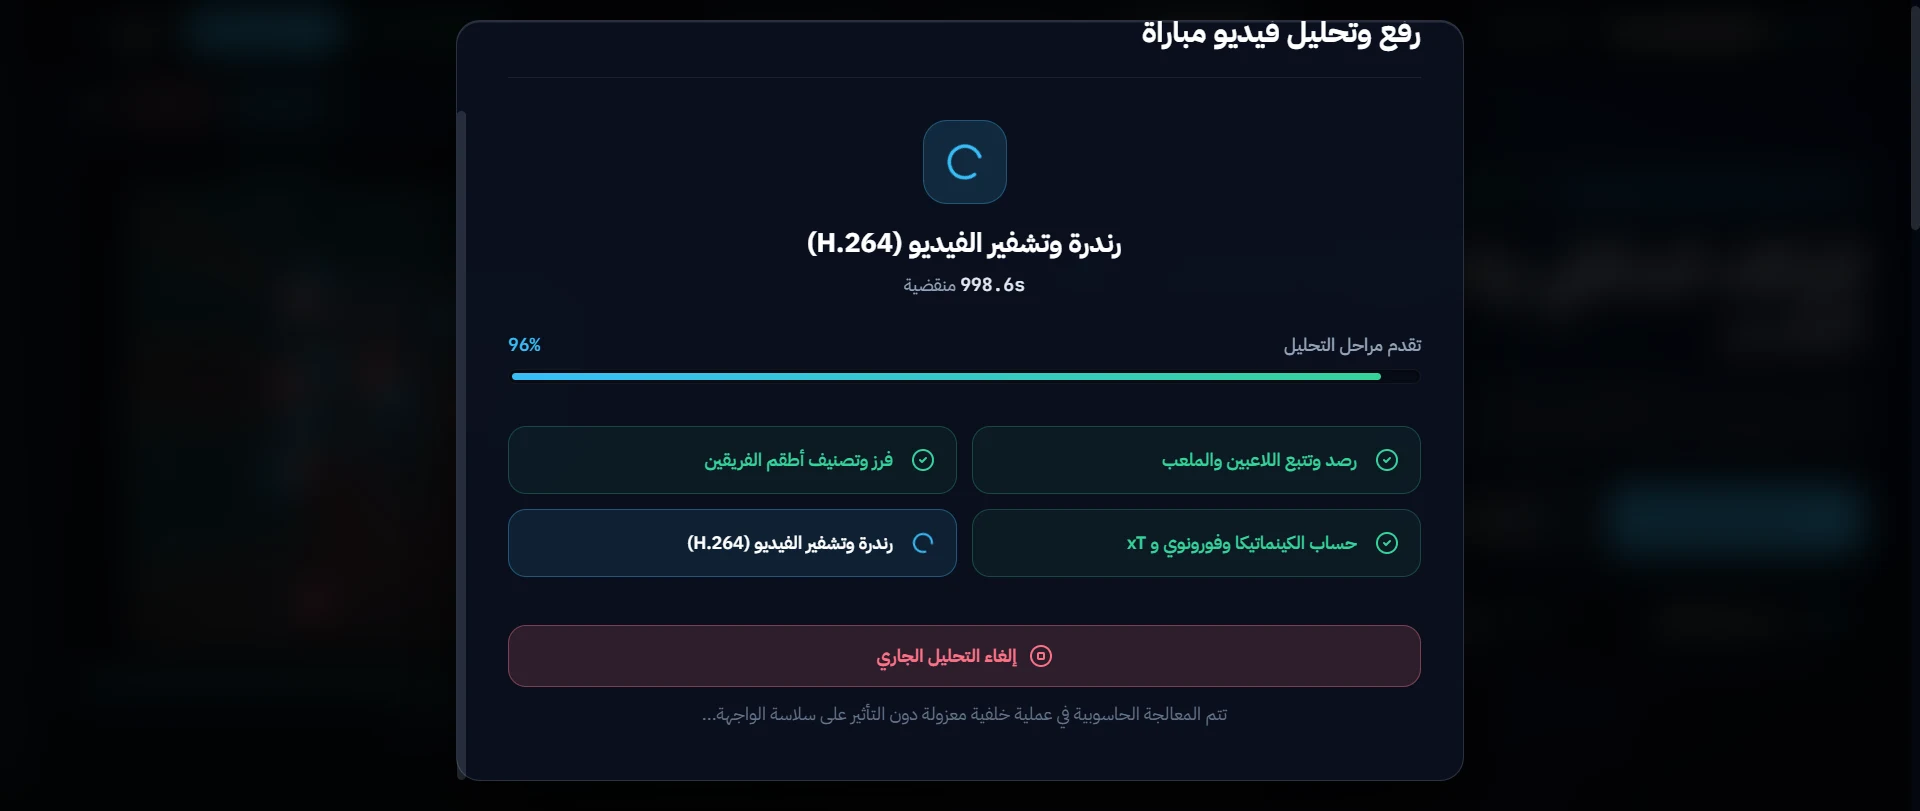 رفع وتحليل فيديو مباراة
رندرة وتشفير الفيديو (H.264)
998.6s منقضية
تقدم مراحل التحليل
96%
رصد وتتبع اللاعبين والملعب
فرز وتصنيف أطقم الفريقين
حساب الكينماتيكا وفورونوي و xT
رندرة وتشفير الفيديو (H.264)
إلغاء التحليل الجاري
تتم المعالجة الحاسوبية في عملية خلفية معزولة دون التأثير على سلاسة الواجهة...